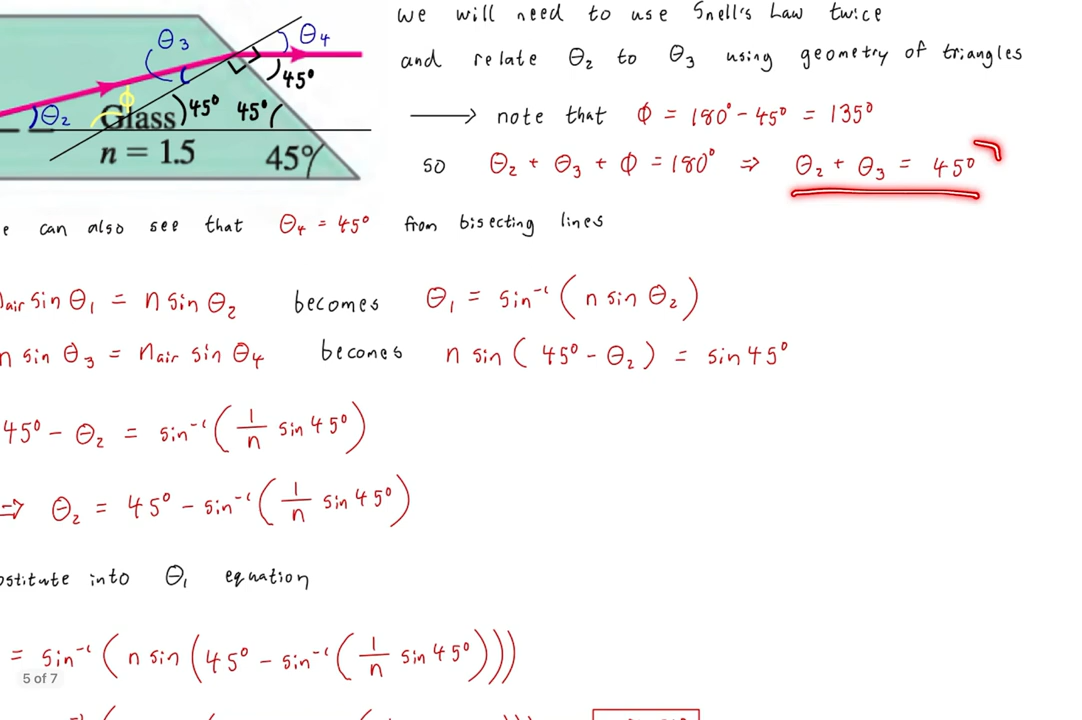 we will need to use Snell's Law twice
and relate θ₂ to θ₃ using geometry of triangles
⟶ note that ϕ = 180° - 45° = 135°
so θ₂ + θ₃ + ϕ = 180° ⇒ θ₂ + θ₃ = 45°
θ₃
θ₄
45°
ϕ
θ₂
Glass
45°
45°
n = 1.5
45°
can also see that θ₄ = 45° from bisecting lines
air sin θ₁ = n sin θ₂ becomes θ₁ = sin⁻¹ ( n sin θ₂ )
n sin θ₃ = nair sin θ₄ becomes n sin ( 45° - θ₂ ) = sin 45°
45° - θ₂ = sin⁻¹ ( 1/n sin 45° )
⇒ θ₂ = 45° - sin⁻¹ ( 1/n sin 45° )
stitute into θ₁ equation
= sin⁻¹ ( n sin ( 45° - sin⁻¹ ( 1/n sin 45° )))
5 of 7